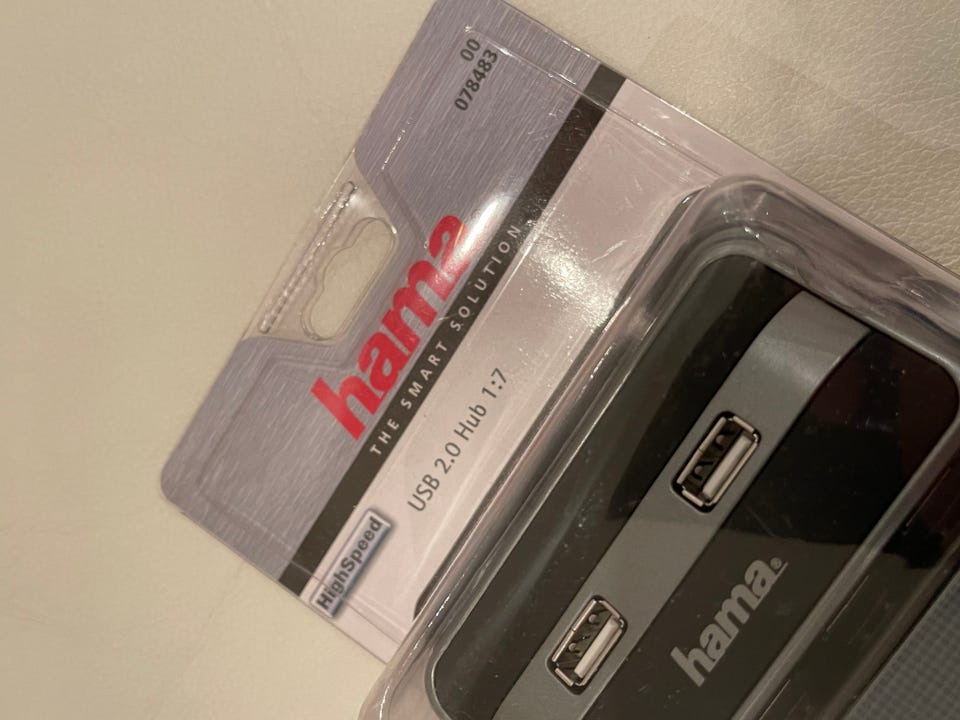 00
078483
hama
THE SMART SOLUTION
USB 2.0 Hub 1:7
HighSpeed
hama®